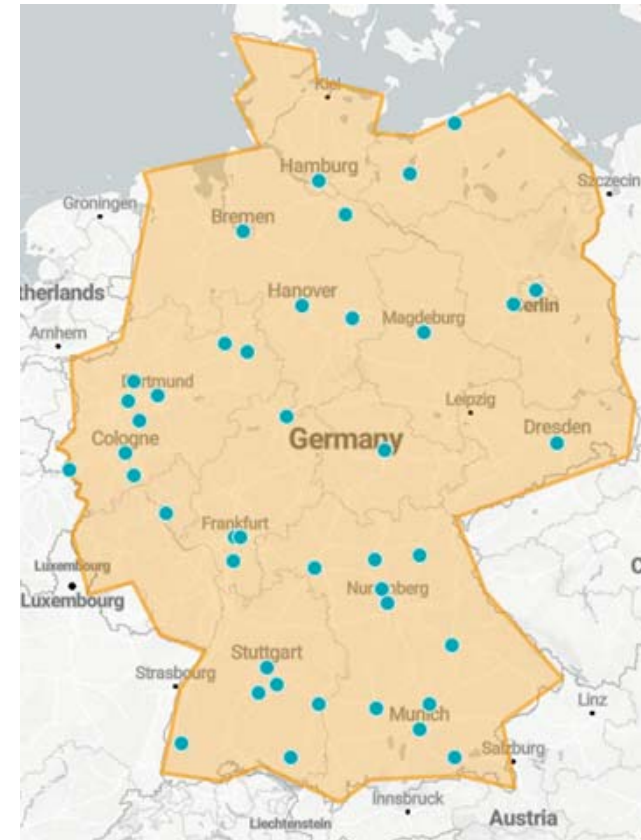 Kiel
Hamburg
Szczecin
Groningen
Bremen
therlands
Hanover
Berlin
Magdeburg
Arnhem
Dortmund
Leipzig
Dresden
Cologne
Germany
Frankfurt
Luxembourg
C
Luxembourg
Nuremberg
Stuttgart
Strasbourg
Linz
Munich
Salzburg
Innsbruck
Liechtenstein
Austria